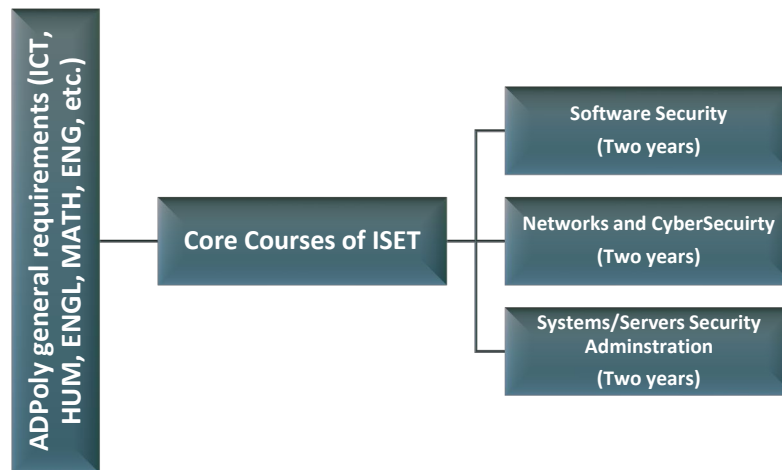 ADPoly general requirements (ICT,
HUM, ENGL, MATH, ENG, etc.)
Core Courses of ISET
Software Security
(Two years)
Networks and CyberSecuirty
(Two years)
Systems/Servers Security
Adminstration
(Two years)